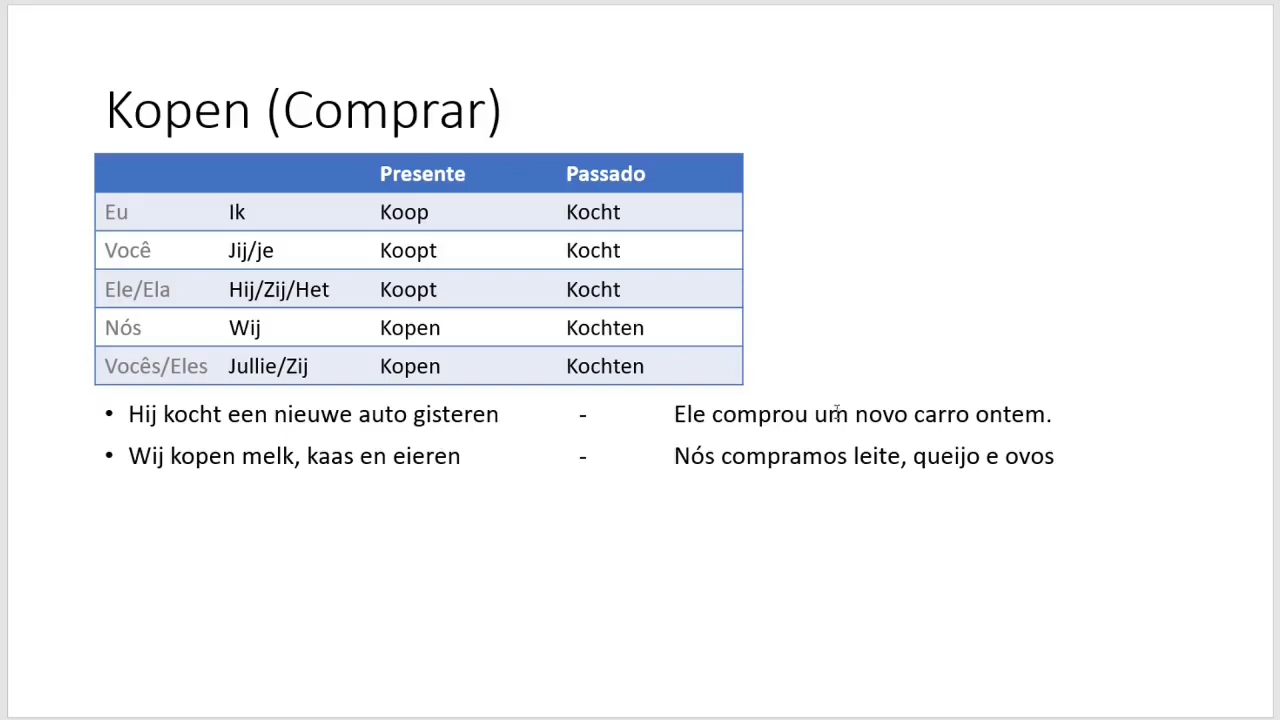 Kopen (Comprar)
Presente Passado
Eu Ik Koop Kocht
Você Jij/je Koopt Kocht
Ele/Ela Hij/Zij/Het Koopt Kocht
Nós Wij Kopen Kochten
Vocês/Eles Jullie/Zij Kopen Kochten
• Hij kocht een nieuwe auto gisteren - Ele comprou um novo carro ontem.
• Wij kopen melk, kaas en eieren - Nós compramos leite, queijo e ovos